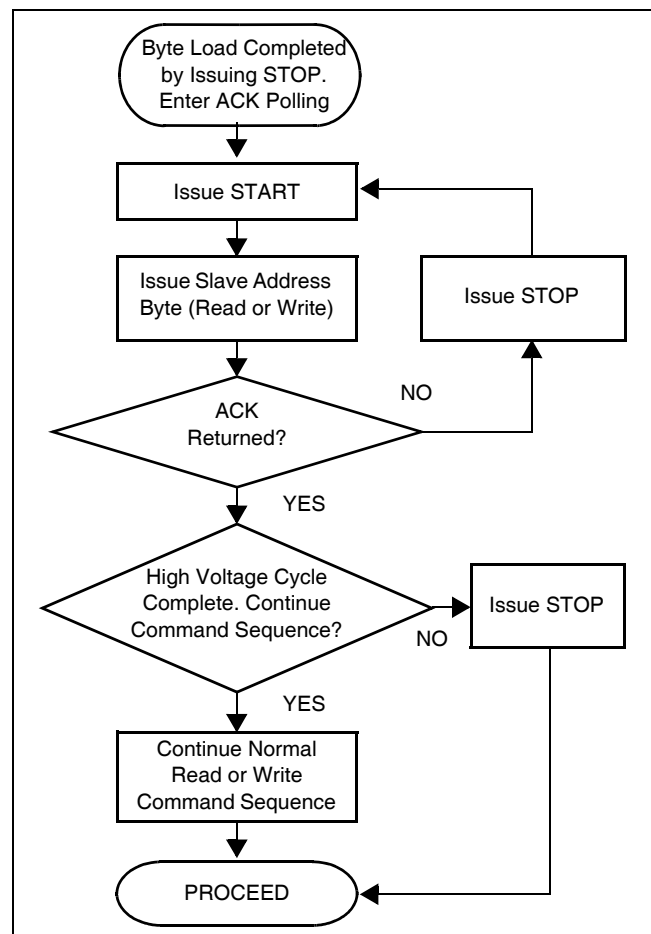 Byte Load Completed
by Issuing STOP.
Enter ACK Polling
Issue START
Issue Slave Address
Byte (Read or Write)
Issue STOP
ACK
Returned?
NO
YES
High Voltage Cycle
Complete. Continue
Command Sequence?
Issue STOP
NO
YES
Continue Normal
Read or Write
Command Sequence
PROCEED